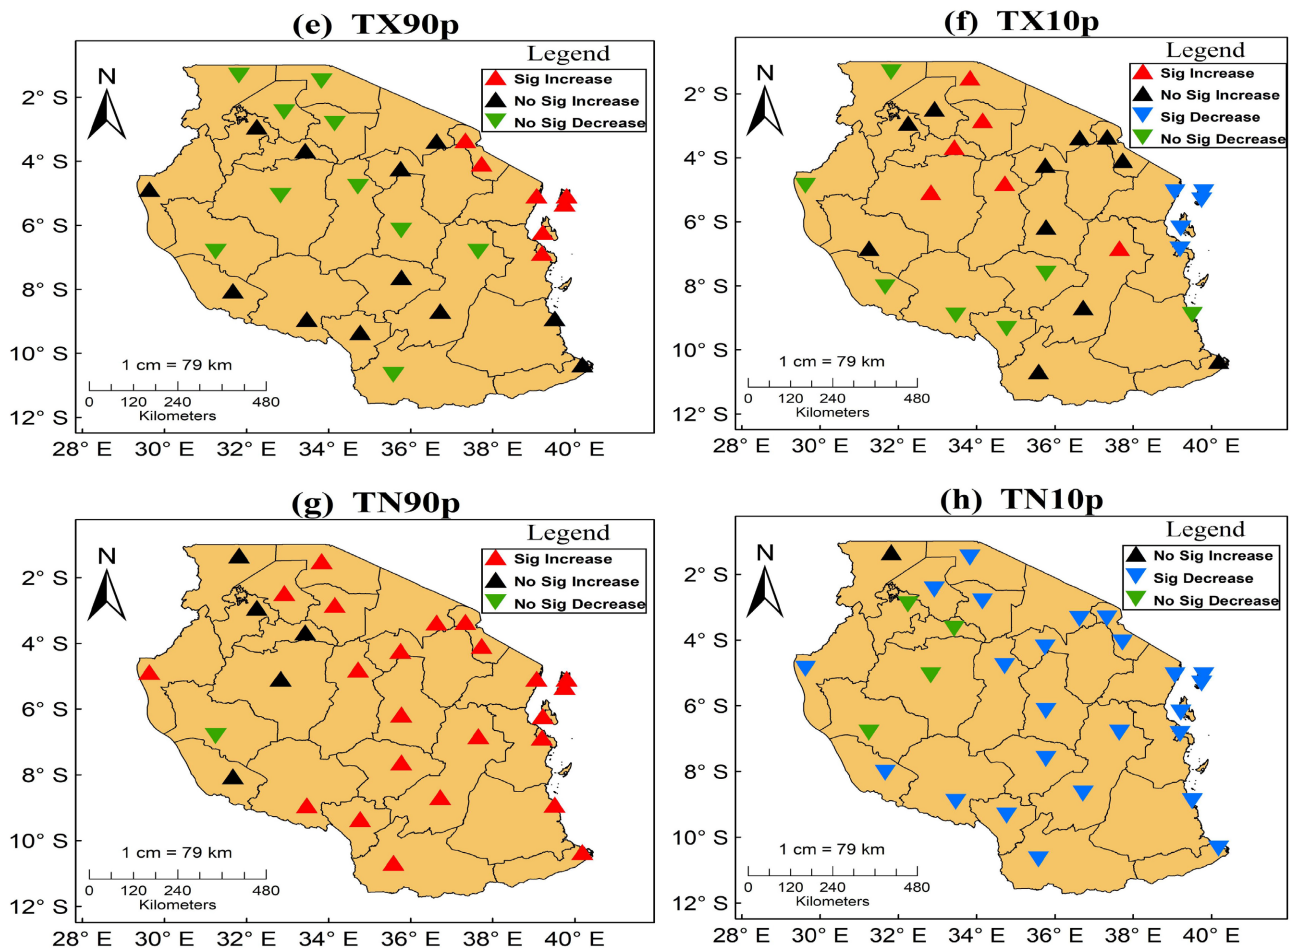 (e) TX90p
Legend
Sig Increase
No Sig Increase
No Sig Decrease
N
2° S
4° S
6° S
8° S
10° S
12° S
1 cm = 79 km
0 120 240 480
Kilometers
28° E 30° E 32° E 34° E 36° E 38° E 40° E
(f) TX10p
Legend
Sig Increase
No Sig Increase
Sig Decrease
No Sig Decrease
N
2° S
4° S
6° S
8° S
10° S
12° S
1 cm = 79 km
0 120 240 480
Kilometers
28° E 30° E 32° E 34° E 36° E 38° E 40° E
(g) TN90p
Legend
Sig Increase
No Sig Increase
No Sig Decrease
N
2° S
4° S
6° S
8° S
10° S
12° S
1 cm = 79 km
0 120 240 480
Kilometers
28° E 30° E 32° E 34° E 36° E 38° E 40° E
(h) TN10p
Legend
No Sig Increase
Sig Decrease
No Sig Decrease
N
2° S
4° S
6° S
8° S
10° S
12° S
1 cm = 79 km
0 120 240 480
Kilometers
28° E 30° E 32° E 34° E 36° E 38° E 40° E